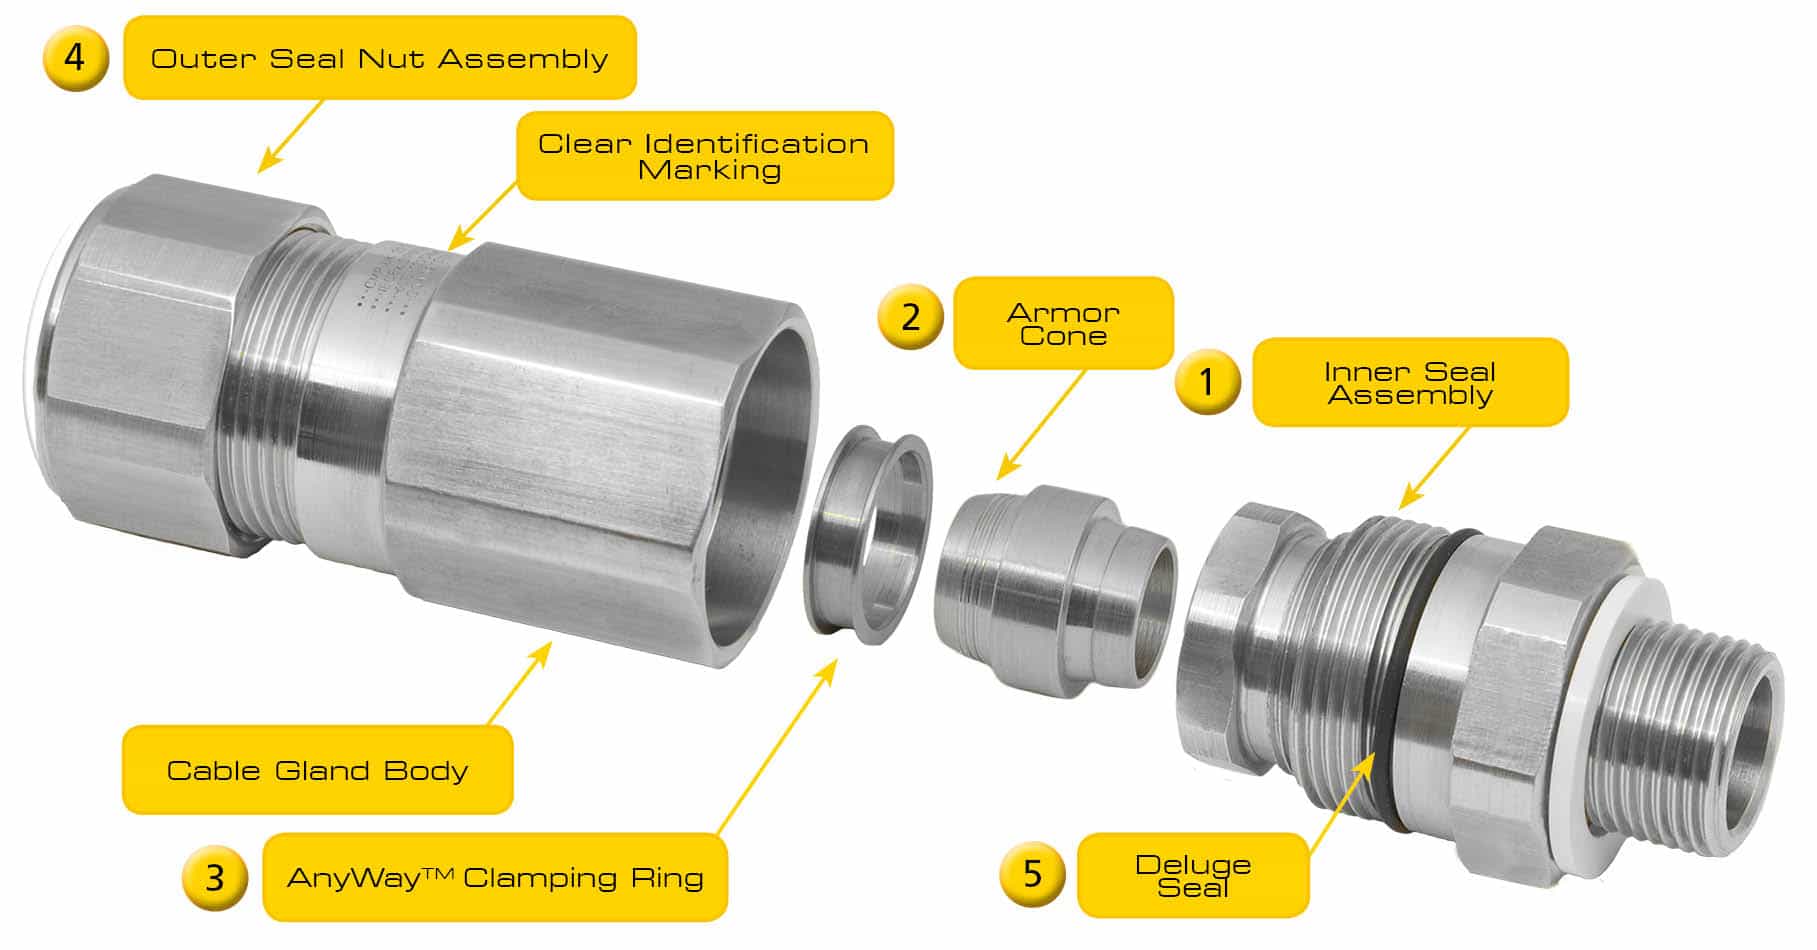 4
Outer Seal Nut Assembly
Clear Identification
Marking
2
Armor
Cone
1
Inner Seal
Assembly
Cable Gland Body
3
AnyWay™ Clamping Ring
5
Deluge
Seal